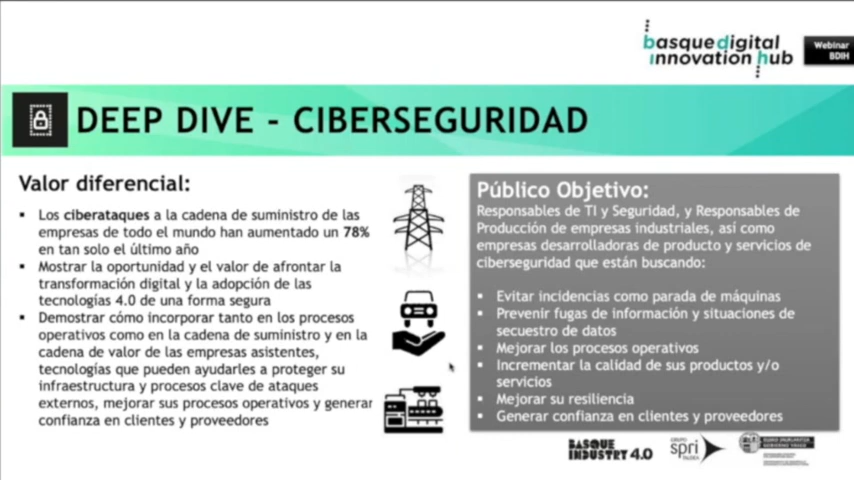 basque digital
innovation hub
Webinar
BDIH
DEEP DIVE - CIBERSEGURIDAD
Valor diferencial:
▪ Los ciberataques a la cadena de suministro de las
empresas de todo el mundo han aumentado un 78%
en tan solo el último año
▪ Mostrar la oportunidad y el valor de afrontar la
transformación digital y la adopción de las
tecnologías 4.0 de una forma segura
▪ Demostrar cómo incorporar tanto en los procesos
operativos como en la cadena de suministro y en la
cadena de valor de las empresas asistentes,
tecnologías que pueden ayudarles a proteger su
infraestructura y procesos clave de ataques
externos, mejorar sus procesos operativos y generar
confianza en clientes y proveedores
Público Objetivo:
Responsables de TI y Seguridad, y Responsables de
Producción de empresas industriales, así como
empresas desarrolladoras de producto y servicios de
ciberseguridad que están buscando:
▪ Evitar incidencias como parada de máquinas
▪ Prevenir fugas de información y situaciones de
secuestro de datos
▪ Mejorar los procesos operativos
▪ Incrementar la calidad de sus productos y/o
servicios
▪ Mejorar su resiliencia
▪ Generar confianza en clientes y proveedores
BASQUE
INDUSTRY 4.0
GRUPO
spri
TALDEA
EUSKO JAURLARITZA
GOBIERNO VASCO